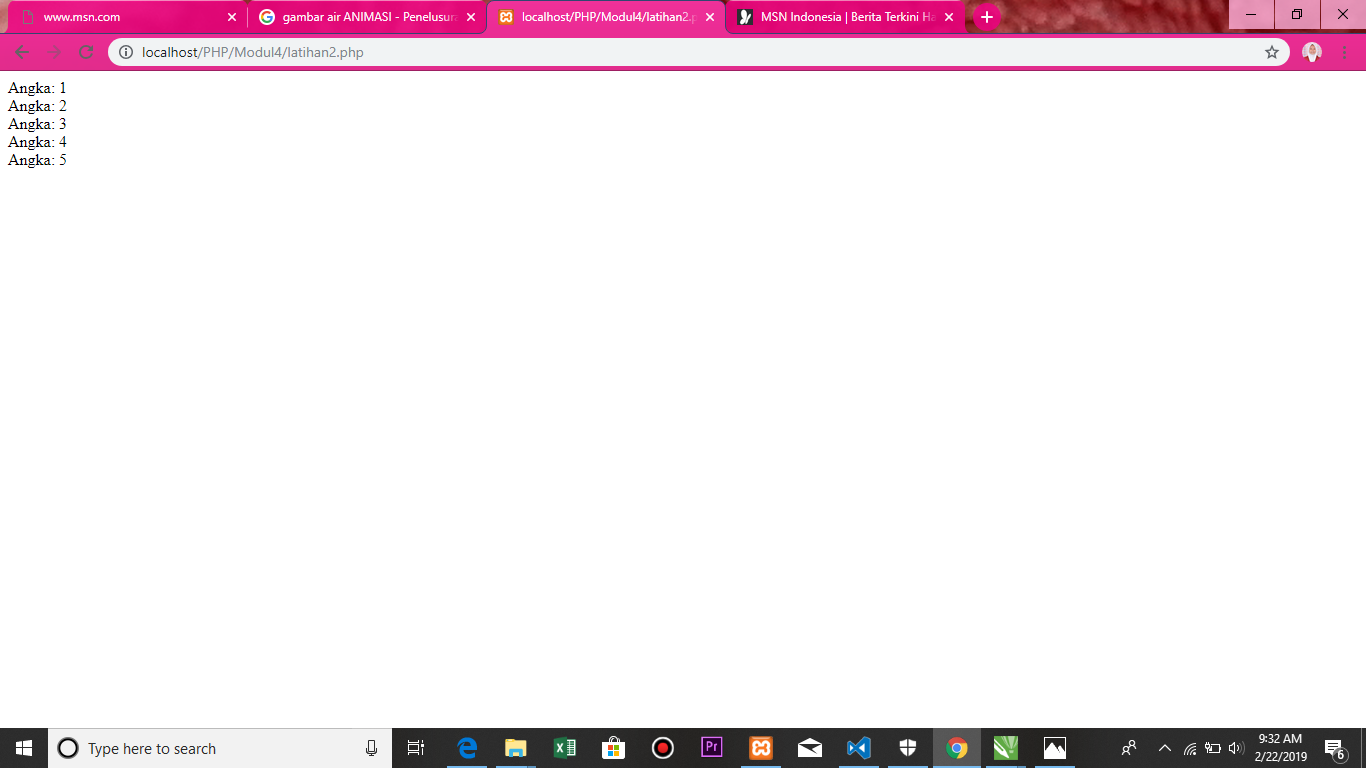 www.msn.com
gambar air ANIMASI - Penelusura
localhost/PHP/Modul4/latihan2.p
MSN Indonesia | Berita Terkini Ha
localhost/PHP/Modul4/latihan2.php
Angka: 1
Angka: 2
Angka: 3
Angka: 4
Angka: 5
Type here to search
Pr
9:32 AM
2/22/2019
6